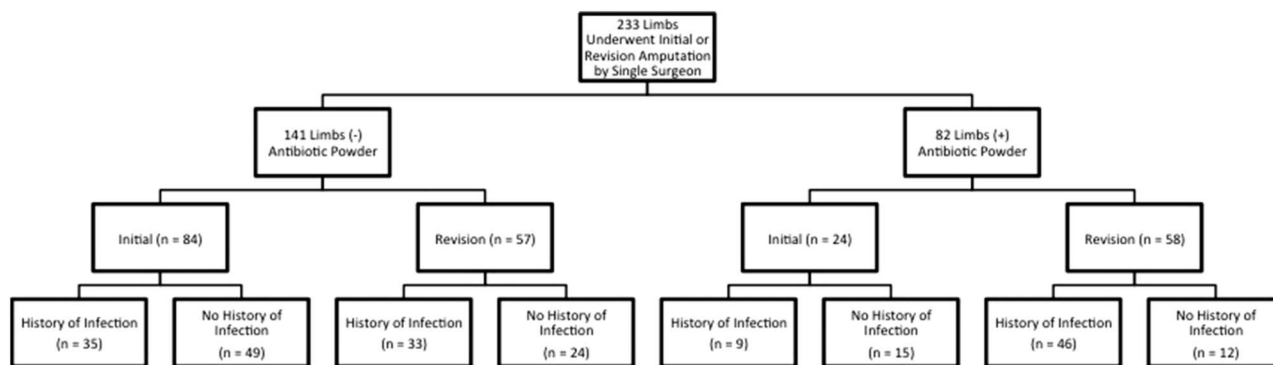 233 Limbs
Underwent Initial or
Revision Amputation
by Single Surgeon
141 Limbs (-)
Antibiotic Powder
82 Limbs (+)
Antibiotic Powder
Initial (n = 84)
Revision (n = 57)
Initial (n = 24)
Revision (n = 58)
History of Infection
(n = 35)
No History of
Infection
(n = 49)
History of Infection
(n = 33)
No History of
Infection
(n = 24)
History of Infection
(n = 9)
No History of
Infection
(n = 15)
History of Infection
(n = 46)
No History of
Infection
(n = 12)